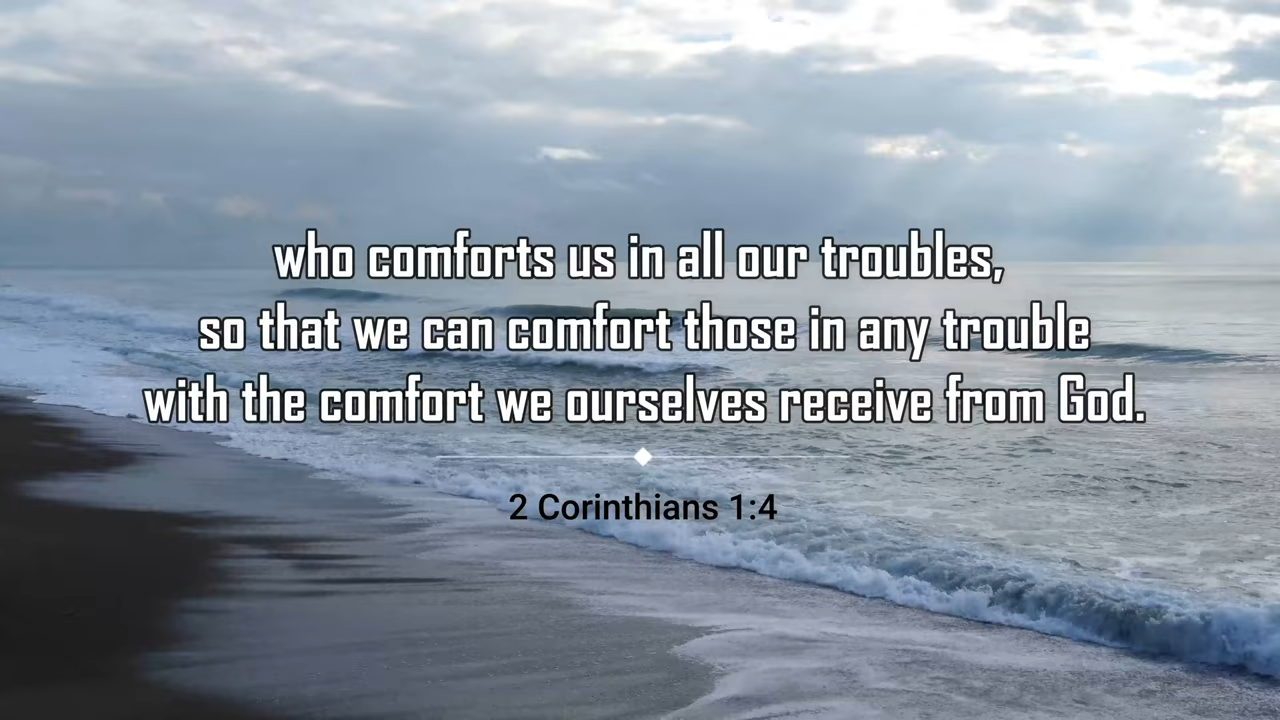 who comforts us in all our troubles,
so that we can comfort those in any trouble
with the comfort we ourselves receive from God.
2 Corinthians 1:4